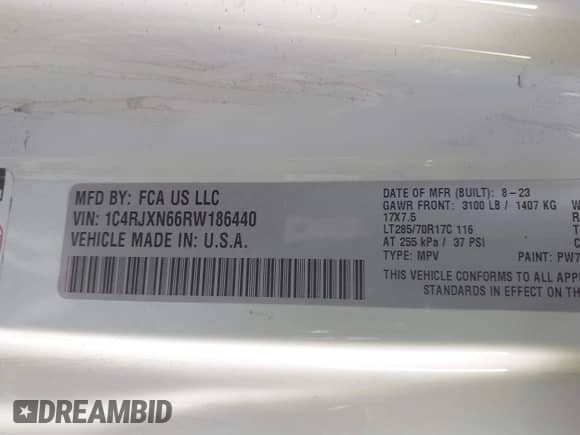 MFD BY: FCA US LLC
VIN: 1C4RJXN66RW186440
VEHICLE MADE IN: U.S.A.
DATE OF MFR (BUILT): 8-23
GAWR FRONT: 3100 LB / 1407 KG W
17X7.5 R
LT285/70R17C 116 T
AT 255 kPa / 37 PSI C
TYPE: MPV PAINT: PW7
THIS VEHICLE CONFORMS TO ALL APP
STANDARDS IN EFFECT ON TH
DREAMBID